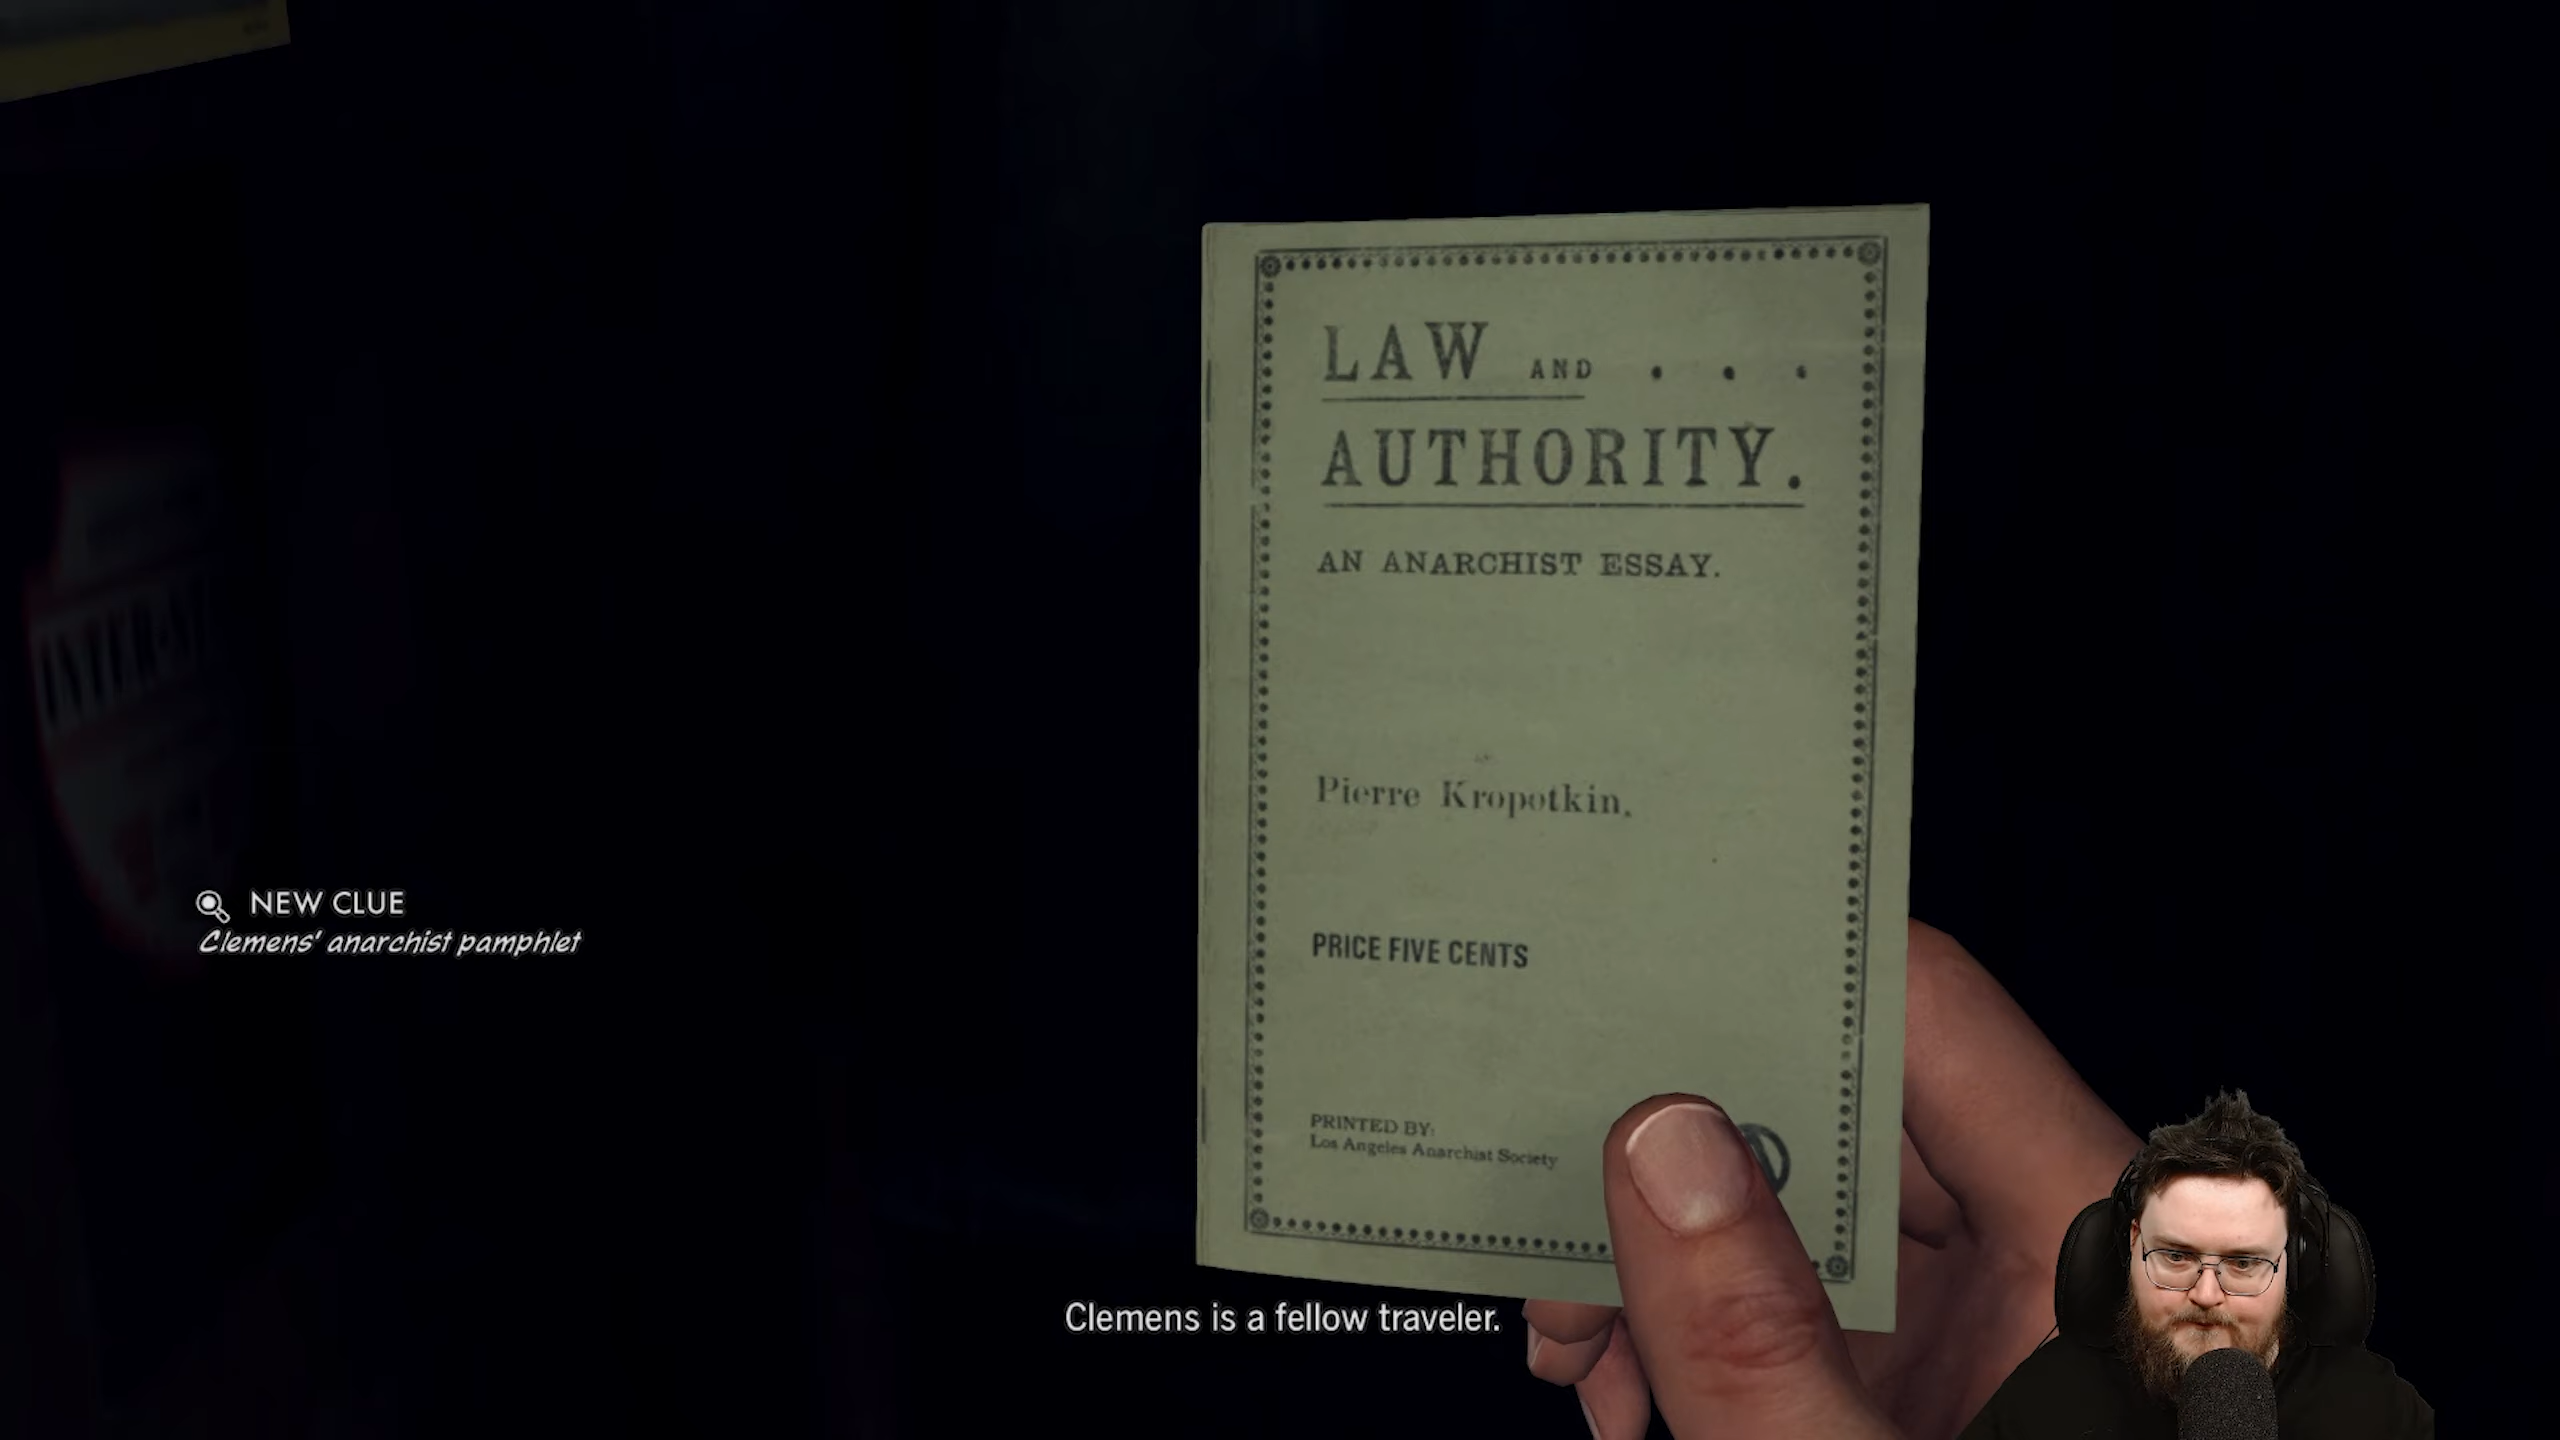 LAW AND . . .
AUTHORITY.
AN ANARCHIST ESSAY.
Pierre Kropotkin.
PRICE FIVE CENTS
PRINTED BY:
Los Angeles Anarchist Society
NEW CLUE
Clemens' anarchist pamphlet
Clemens is a fellow traveler.